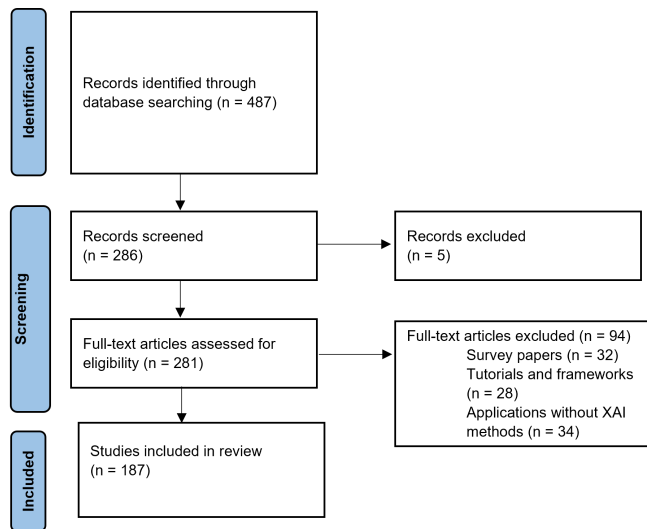 Identification
Records identified through
database searching (n = 487)
Screening
Records screened
(n = 286)
Records excluded
(n = 5)
Full-text articles assessed for
eligibility (n = 281)
Full-text articles excluded (n = 94)
Survey papers (n = 32)
Tutorials and frameworks
(n = 28)
Applications without XAI
methods (n = 34)
Included
Studies included in review
(n = 187)